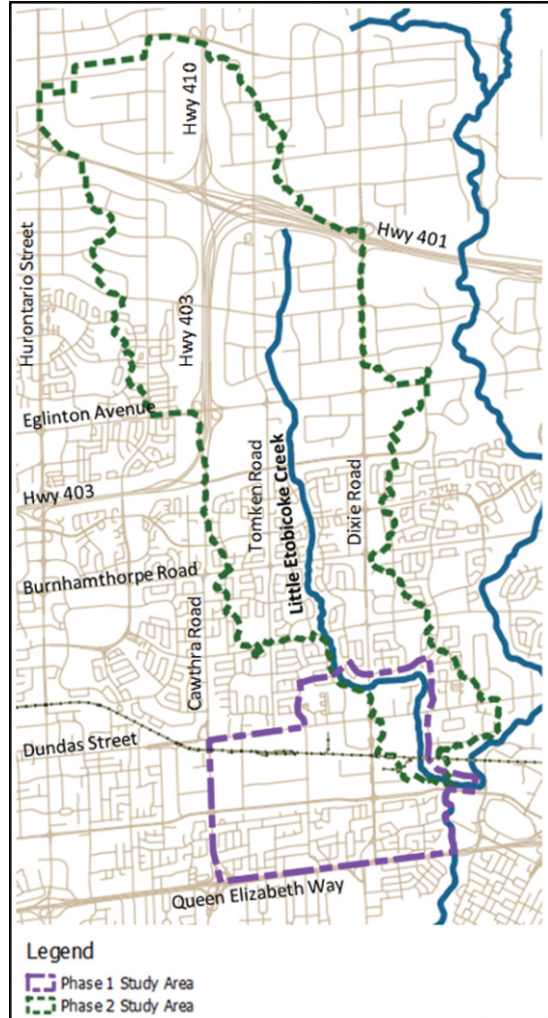 Hwy 410
Hwy 401
Hurontario Street
Hwy 403
Eglinton Avenue
Hwy 403
Tomken Road
Little Etobicoke Creek
Dixie Road
Burnhamthorpe Road
Cawthra Road
Dundas Street
Queen Elizabeth Way
Legend
Phase 1 Study Area
Phase 2 Study Area